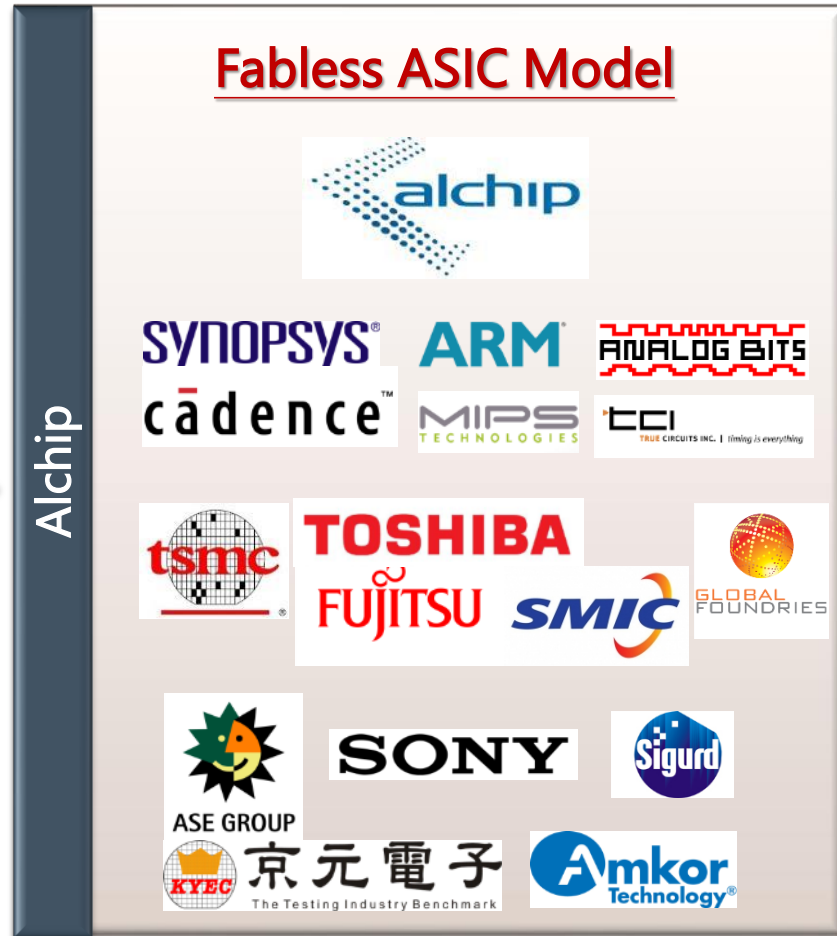 Fabless ASIC Model
Alchip
alchip
SYNOPSYS®
ARM®
ANALOG BITS
cādence™
MIPS
TECHNOLOGIES
tci
TRUE CIRCUITS INC. | Timing is everything
tsmc
®
TOSHIBA
FUJITSU
SMIC
GLOBAL
FOUNDRIES
ASE GROUP
SONY
Sigurd
KYEC
京元電子
The Testing Industry Benchmark
Amkor
Technology®